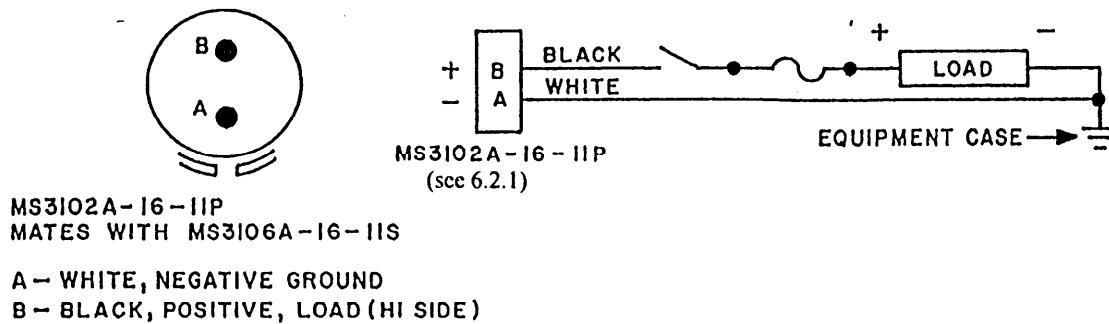 B
A
+ B BLACK
- A WHITE
+ LOAD -
EQUIPMENT CASE
MS3102A-16-11P
(see 6.2.1)
MS3102A-16-11P
MATES WITH MS3106A-16-11S
A - WHITE, NEGATIVE GROUND
B - BLACK, POSITIVE, LOAD (HI SIDE)